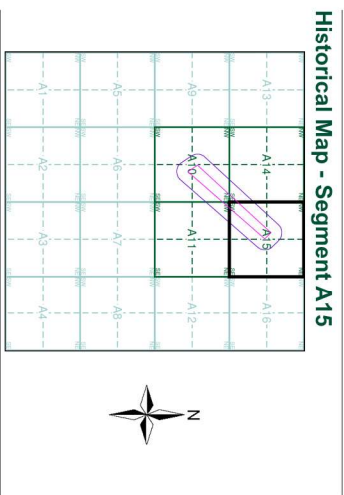 Historical Map - Segment A15
A13 A14 A15 A16
A9 A10 A11 A12
A5 A6 A7 A8
A1 A2 A3 A4
N